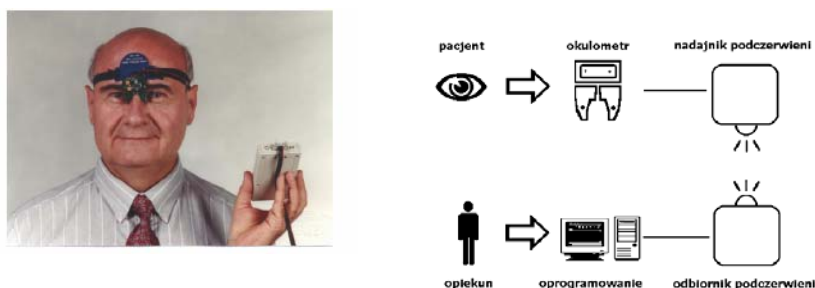 pacjent
okulometr
nadajnik podczerwieni
opiekun
oprogramowanie
odbiornik podczerwieni